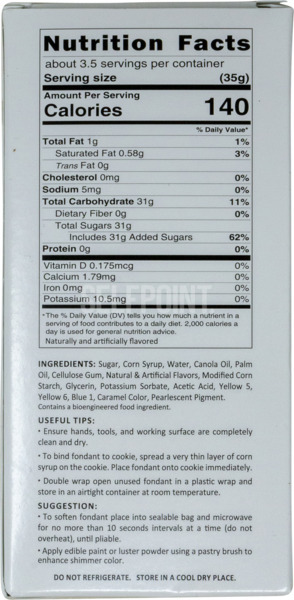 Nutrition Facts
about 3.5 servings per container
Serving size (35g)
Amount Per Serving
Calories 140
% Daily Value*
Total Fat 1g 1%
Saturated Fat 0.58g 3%
Trans Fat 0g
Cholesterol 0mg 0%
Sodium 5mg 0%
Total Carbohydrate 31g 11%
Dietary Fiber 0g 0%
Total Sugars 31g
Includes 31g Added Sugars 62%
Protein 0g 0%
Vitamin D 0.175mcg 0%
Calcium 1.79mg 0%
Iron 0mg 0%
Potassium 10.5mg 0%
*The % Daily Value (DV) tells you how much a nutrient in a
serving of food contributes to a daily diet. 2,000 calories a
day is used for general nutrition advice.
Naturally and artificially flavored
INGREDIENTS: Sugar, Corn Syrup, Water, Canola Oil, Palm
Oil, Cellulose Gum, Natural & Artificial Flavors, Modified Corn
Starch, Glycerin, Potassium Sorbate, Acetic Acid, Yellow 5,
Yellow 6, Blue 1, Caramel Color, Pearlescent Pigment.
Contains a bioengineered food ingredient.
USEFUL TIPS:
• Ensure hands, tools, and working surface are completely
clean and dry.
• To bind fondant to cookie, spread a very thin layer of corn
syrup on the cookie. Place fondant onto cookie immediately.
• Double wrap open unused fondant in a plastic wrap and
store in an airtight container at room temperature.
SUGGESTION:
• To soften fondant place into sealable bag and microwave
for no more than 10 seconds intervals at a time (do not
overheat), until pliable.
• Apply edible paint or luster powder using a pastry brush to
enhance shimmer color.
DO NOT REFRIGERATE. STORE IN A COOL DRY PLACE.